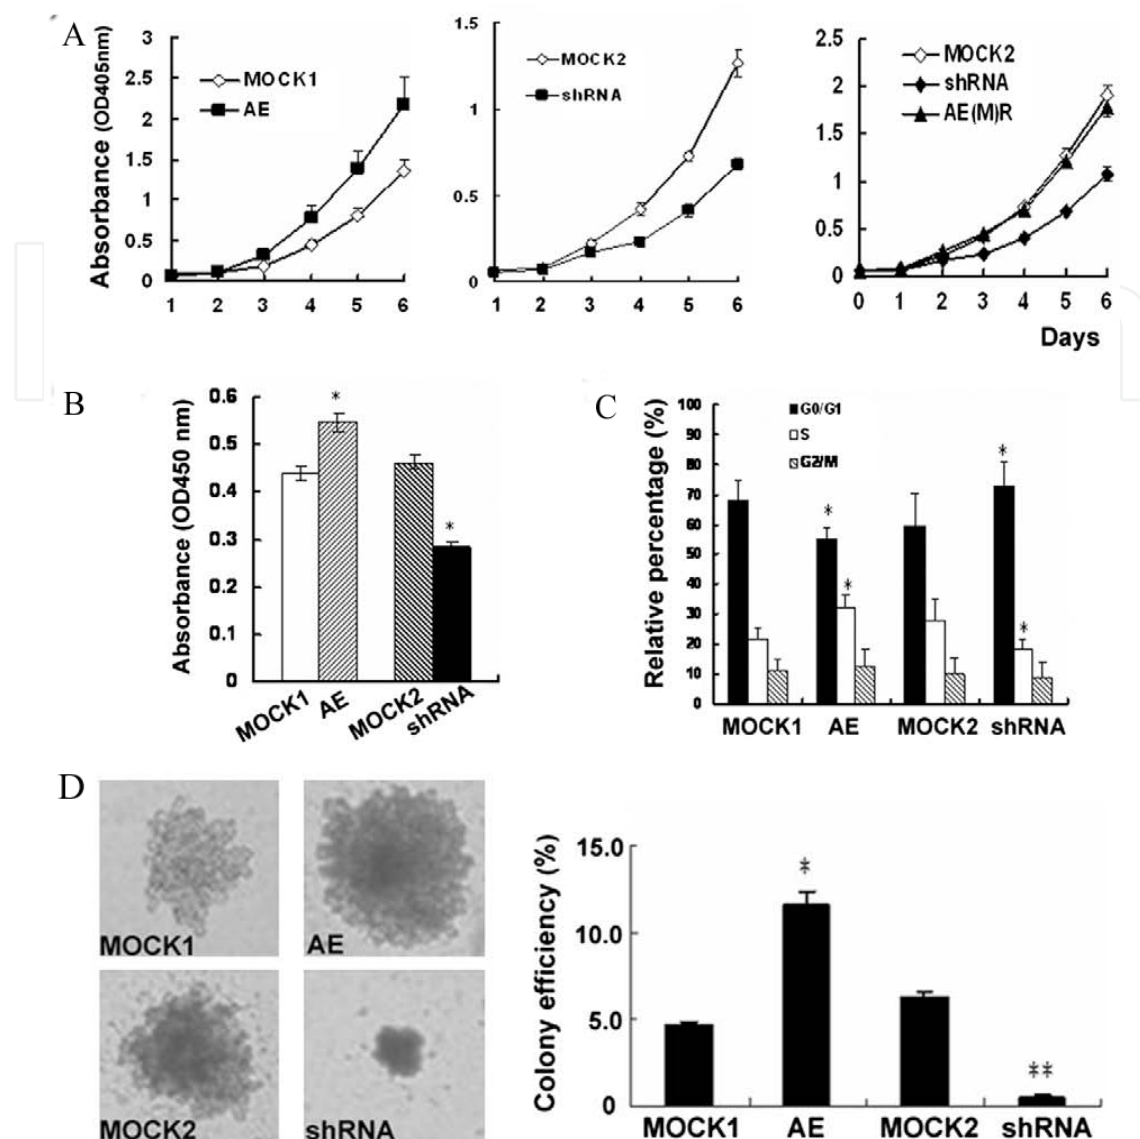 A
Absorbance (OD405nm)
3
2.5
2
1.5
1
0.5
0
MOCK1
AE
1 2 3 4 5 6
1.5
1
0.5
0
MOCK2
shRNA
1 2 3 4 5 6
2.5
2
1.5
1
0.5
0
MOCK2
shRNA
AE(M)R
0 1 2 3 4 5 6
Days
B
Absorbance (OD450 nm)
0.6
0.5
0.4
0.3
0.2
0.1
0
*
*
MOCK1 AE MOCK2 shRNA
C
Relative percentage (%)
100
90
80
70
60
50
40
30
20
10
0
G0/G1
S
G2/M
*
*
*
*
MOCK1 AE MOCK2 shRNA
D
MOCK1
AE
MOCK2
shRNA
Colony efficiency (%)
15.0
10.0
5.0
0
*
**
MOCK1 AE MOCK2 shRNA